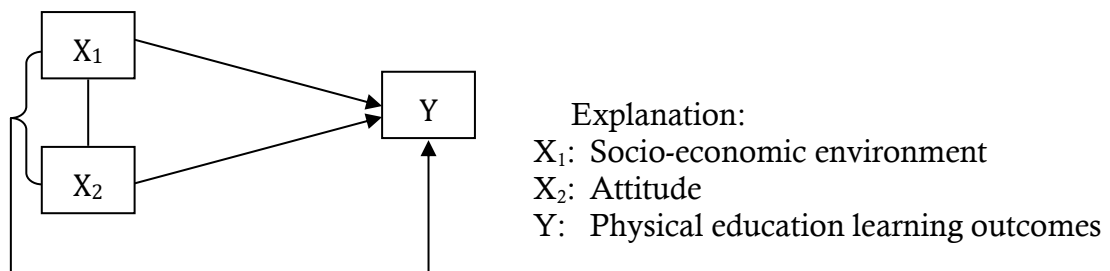 X₁
Y
X₂
Explanation:
X₁: Socio-economic environment
X₂: Attitude
Y: Physical education learning outcomes